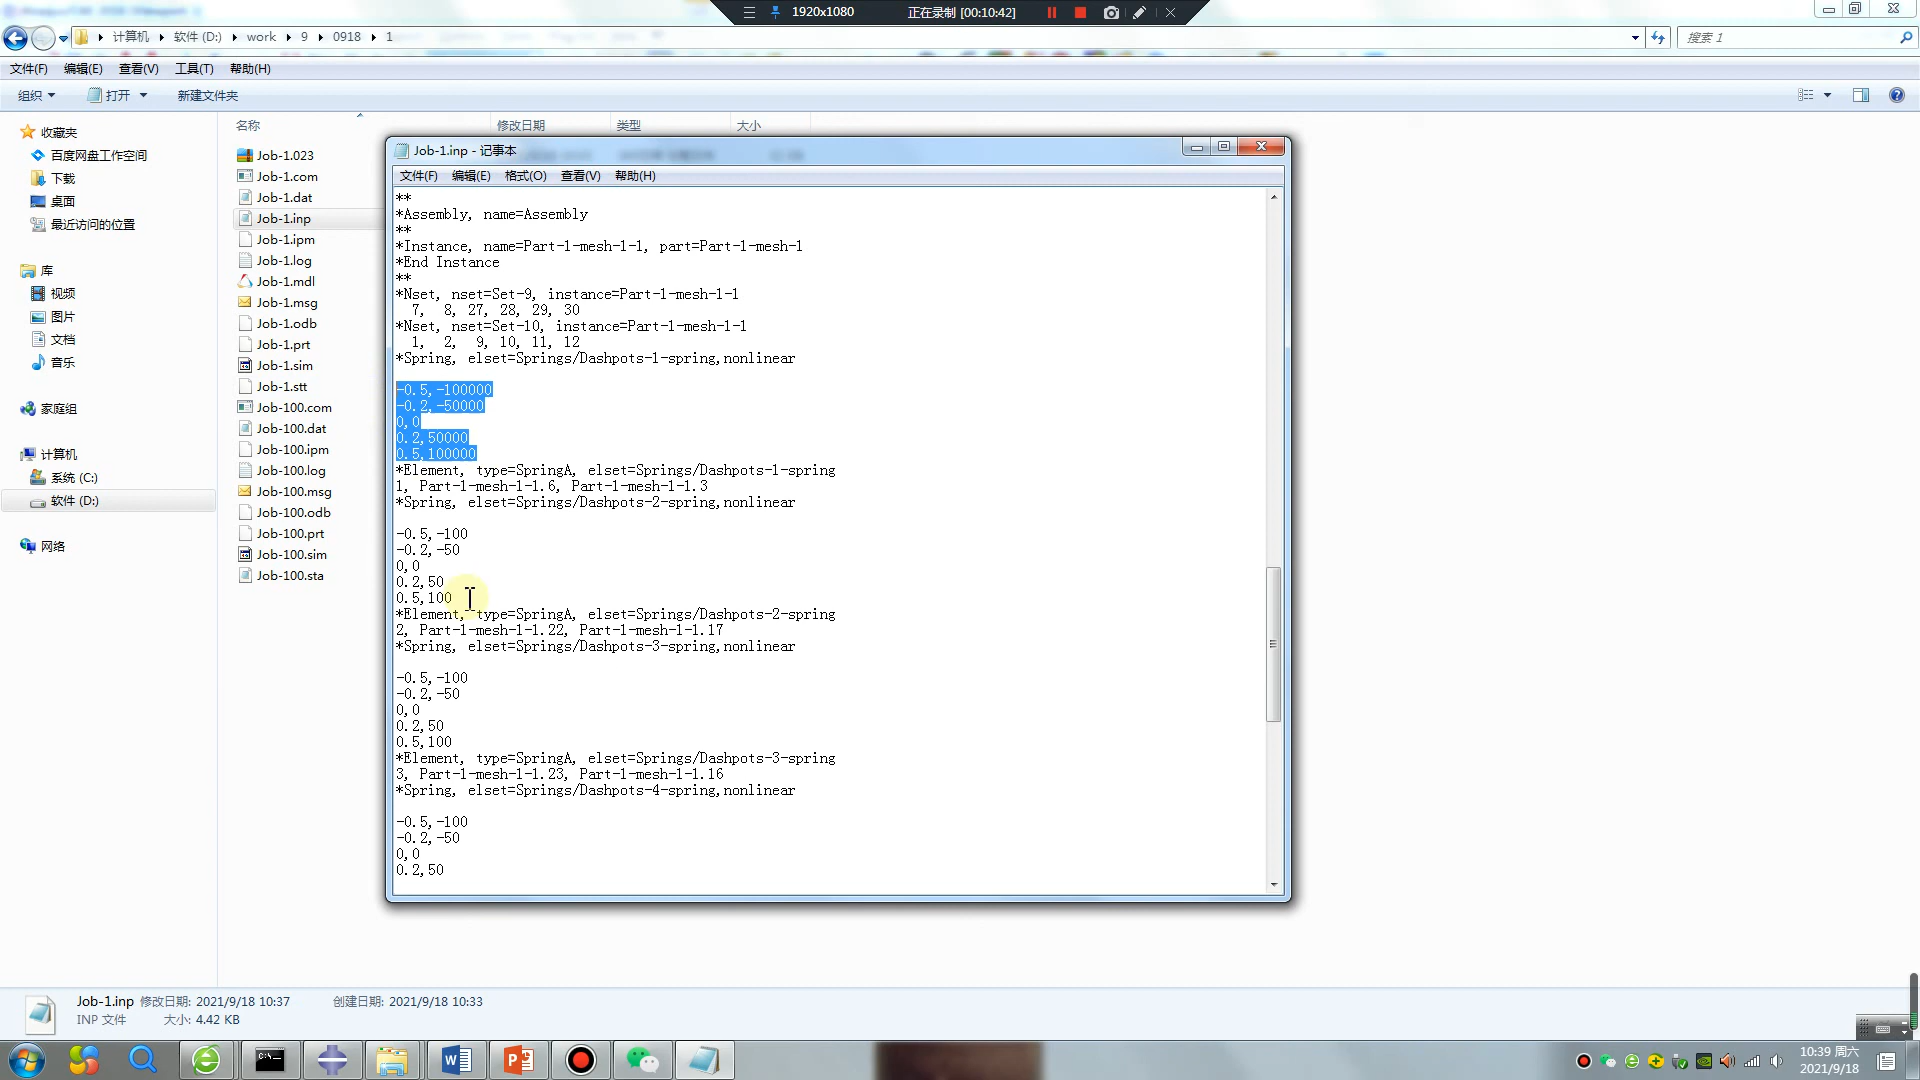 1920x1080
正在录制 [00:10:42]
计算机 软件 (D:) work 9 0918 1
搜索 1
文件(F) 编辑(E) 查看(V) 工具(T) 帮助(H)
组织 打开 新建文件夹
收藏夹
百度网盘工作空间
下载
桌面
最近访问的位置
库
视频
图片
文档
音乐
家庭组
计算机
系统 (C:)
软件 (D:)
网络
名称 修改日期 类型 大小
Job-1.023
Job-1.com
Job-1.dat
Job-1.inp
Job-1.ipm
Job-1.log
Job-1.mdl
Job-1.msg
Job-1.odb
Job-1.prt
Job-1.sim
Job-1.stt
Job-100.com
Job-100.dat
Job-100.ipm
Job-100.log
Job-100.msg
Job-100.odb
Job-100.prt
Job-100.sim
Job-100.sta
Job-1.inp - 记事本
文件(F) 编辑(E) 格式(O) 查看(V) 帮助(H)
**
*Assembly, name=Assembly
**
*Instance, name=Part-1-mesh-1-1, part=Part-1-mesh-1
*End Instance
**
*Nset, nset=Set-9, instance=Part-1-mesh-1-1
7, 8, 27, 28, 29, 30
*Nset, nset=Set-10, instance=Part-1-mesh-1-1
1, 2, 9, 10, 11, 12
*Spring, elset=Springs/Dashpots-1-spring,nonlinear
-0.5,-100000
-0.2,-50000
0,0
0.2,50000
0.5,100000
*Element, type=SpringA, elset=Springs/Dashpots-1-spring
1, Part-1-mesh-1-1.6, Part-1-mesh-1-1.3
*Spring, elset=Springs/Dashpots-2-spring,nonlinear
-0.5,-100
-0.2,-50
0,0
0.2,50
0.5,100
*Element, type=SpringA, elset=Springs/Dashpots-2-spring
2, Part-1-mesh-1-1.22, Part-1-mesh-1-1.17
*Spring, elset=Springs/Dashpots-3-spring,nonlinear
-0.5,-100
-0.2,-50
0,0
0.2,50
0.5,100
*Element, type=SpringA, elset=Springs/Dashpots-3-spring
3, Part-1-mesh-1-1.23, Part-1-mesh-1-1.16
*Spring, elset=Springs/Dashpots-4-spring,nonlinear
-0.5,-100
-0.2,-50
0,0
0.2,50
Job-1.inp 修改日期: 2021/9/18 10:37 创建日期: 2021/9/18 10:33
INP 文件 大小: 4.42 KB
10:39 周六
2021/9/18